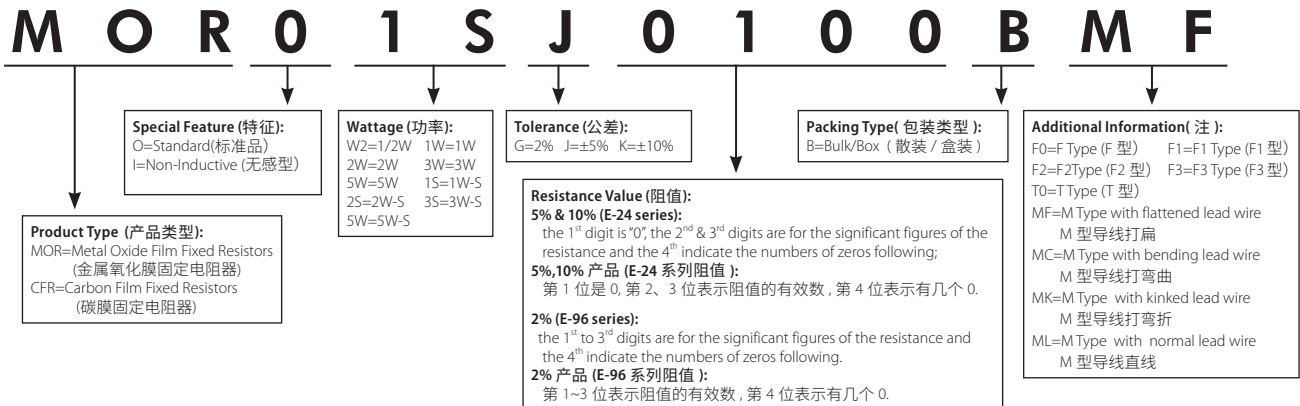 M O R 0 1 S J 0 1 0 0 B M F
Special Feature (特征):
O=Standard(标准品)
I=Non-Inductive (无感型)
Wattage (功率):
W2=1/2W 1W=1W
2W=2W 3W=3W
5W=5W 1S=1W-S
2S=2W-S 3S=3W-S
5W=5W-S
Tolerance (公差):
G=2% J=±5% K=±10%
Packing Type( 包装类型 ):
B=Bulk/Box ( 散装 / 盒装 )
Additional Information( 注 ):
F0=F Type (F 型) F1=F1 Type (F1 型)
F2=F2Type (F2 型) F3=F3 Type (F3 型)
T0=T Type (T 型)
MF=M Type with flattened lead wire
M 型导线打扁
MC=M Type with bending lead wire
M 型导线打弯曲
MK=M Type with kinked lead wire
M 型导线打弯折
ML=M Type with normal lead wire
M 型导线直线
Product Type (产品类型):
MOR=Metal Oxide Film Fixed Resistors
(金属氧化膜固定电阻器)
CFR=Carbon Film Fixed Resistors
(碳膜固定电阻器)
Resistance Value (阻值):
5% & 10% (E-24 series):
the 1st digit is "0", the 2nd & 3rd digits are for the significant figures of the
resistance and the 4th indicate the numbers of zeros following;
5%,10% 产品 (E-24 系列阻值 ):
第 1 位是 0, 第 2、3 位表示阻值的有效数 , 第 4 位表示有几个 0.
2% (E-96 series):
the 1st to 3rd digits are for the significant figures of the resistance and
the 4th indicate the numbers of zeros following.
2% 产品 (E-96 系列阻值 ):
第 1~3 位表示阻值的有效数 , 第 4 位表示有几个 0.